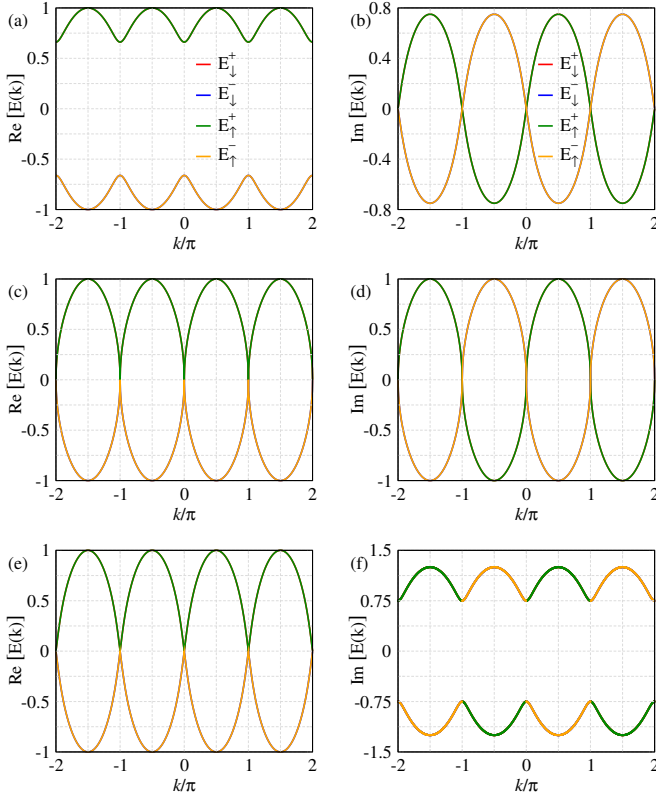 (a)
Re [E(k)]
1
0.5
0
-0.5
-1
E↓⁺
E↓⁻
E↑⁺
E↑⁻
-2 -1 0 1 2
k/π
(b)
Im [E(k)]
0.8
0.4
0
-0.4
-0.8
E↓⁺
E↓⁻
E↑⁺
E↑⁻
-2 -1 0 1 2
k/π
(c)
Re [E(k)]
1
0.5
0
-0.5
-1
-2 -1 0 1 2
k/π
(d)
Im [E(k)]
1
0.5
0
-0.5
-1
-2 -1 0 1 2
k/π
(e)
Re [E(k)]
1
0.5
0
-0.5
-1
-2 -1 0 1 2
k/π
(f)
Im [E(k)]
1.5
0.75
0
-0.75
-1.5
-2 -1 0 1 2
k/π